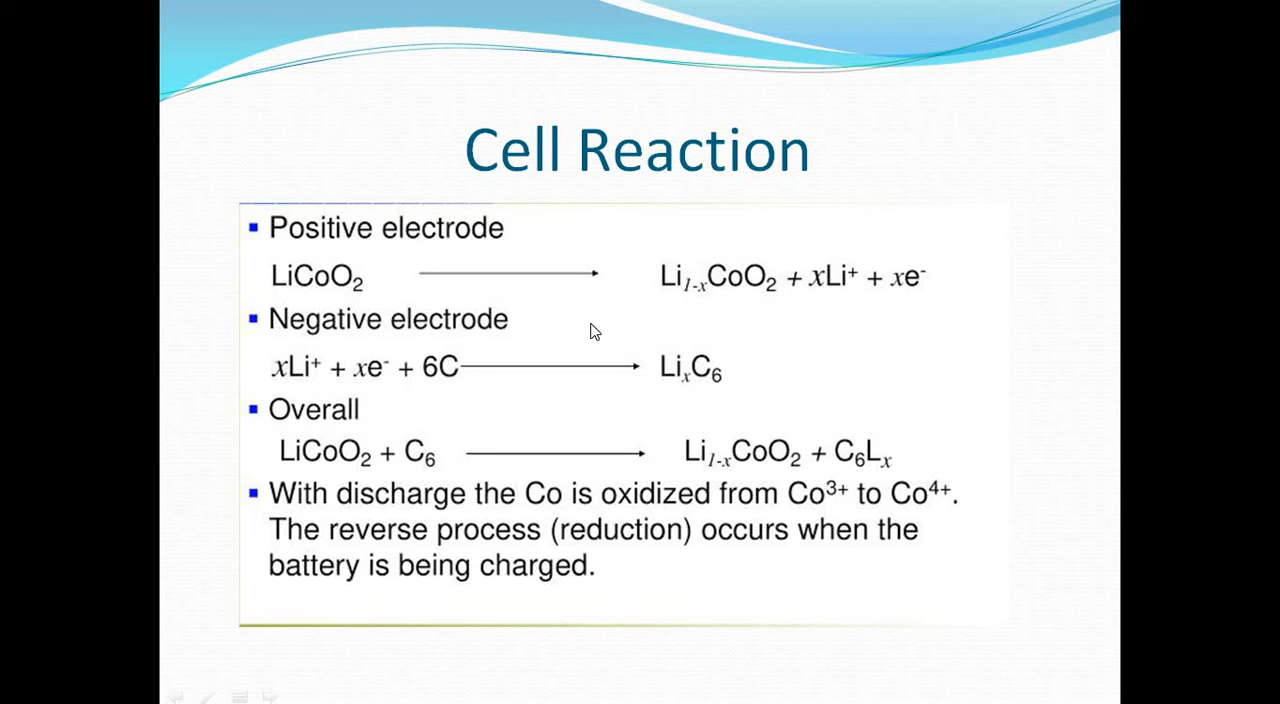 Cell Reaction
▪ Positive electrode
LiCoO₂ ⟶ Li₁₋ₓCoO₂ + xLi⁺ + xe⁻
▪ Negative electrode
xLi⁺ + xe⁻ + 6C ⟶ LiₓC₆
▪ Overall
LiCoO₂ + C₆ ⟶ Li₁₋ₓCoO₂ + C₆Lₓ
▪ With discharge the Co is oxidized from Co³⁺ to Co⁴⁺.
The reverse process (reduction) occurs when the
battery is being charged.